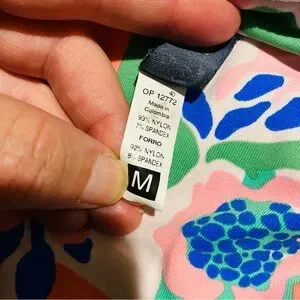 40
OP 12772
Made in
Colombia
93% NYLON
7% SPANDEX
FORRO
92% NYLON
8% SPANDEX
M